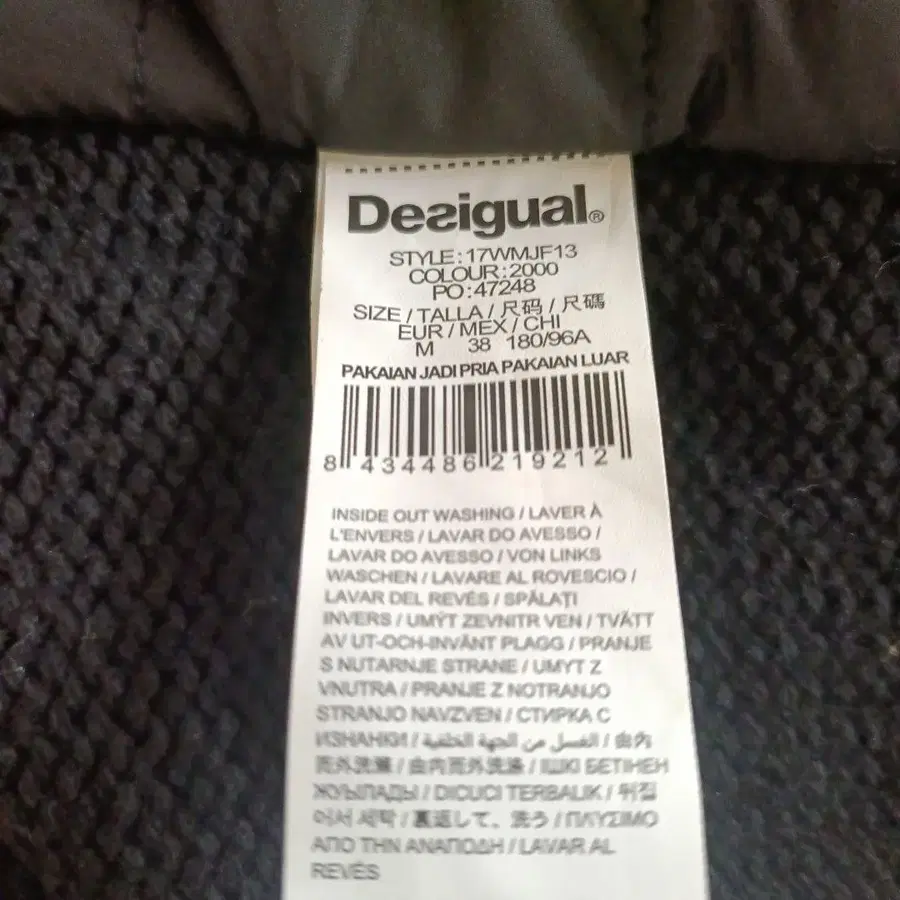 Desigual®
STYLE:17WMJF13
COLOUR:2000
PO:47248
SIZE / TALLA / 尺码 / 尺碼
EUR / MEX / CHI
M 38 180/96A
PAKAIAN JADI PRIA PAKAIAN LUAR
8 434486 219212
INSIDE OUT WASHING / LAVER À
L'ENVERS / LAVAR DO AVESSO /
LAVAR DO AVESSO / VON LINKS
WASCHEN / LAVARE AL ROVESCIO /
LAVAR DEL REVÉS / SPĂLAȚI
INVERS / UMÝT ZEVNITR VEN / TVÄTT
AV UT-OCH-INVÄNT PLAGG / PRANJE
S NUTARNJE STRANE / UMYT Z
VNUTRA / PRANJE Z NOTRANJO
STRANJO NAVZVEN / СТИРКА С
ИЗНАНКИ / الغسل من الجهة الخلفية / 由内
而外洗滌 / 由内而外洗滌 / ІШКІ БЕТІНЕН
ЖУЫЛАДЫ / DICUCI TERBALIK / 뒤집
어서 세탁 / 裏返して、洗う / ΠΛΥΣΙΜΟ
ΑΠΟ ΤΗΝ ΑΝΑΠΟΔΗ / LAVAR AL
REVÉS